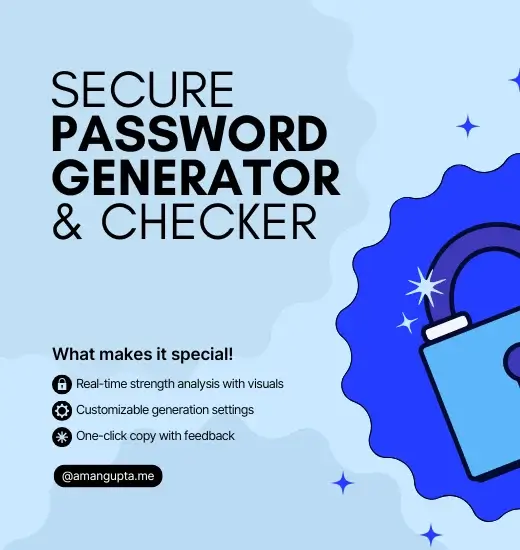 SECURE
PASSWORD
GENERATOR
& CHECKER
What makes it special!
Real-time strength analysis with visuals
Customizable generation settings
One-click copy with feedback
@amangupta.me